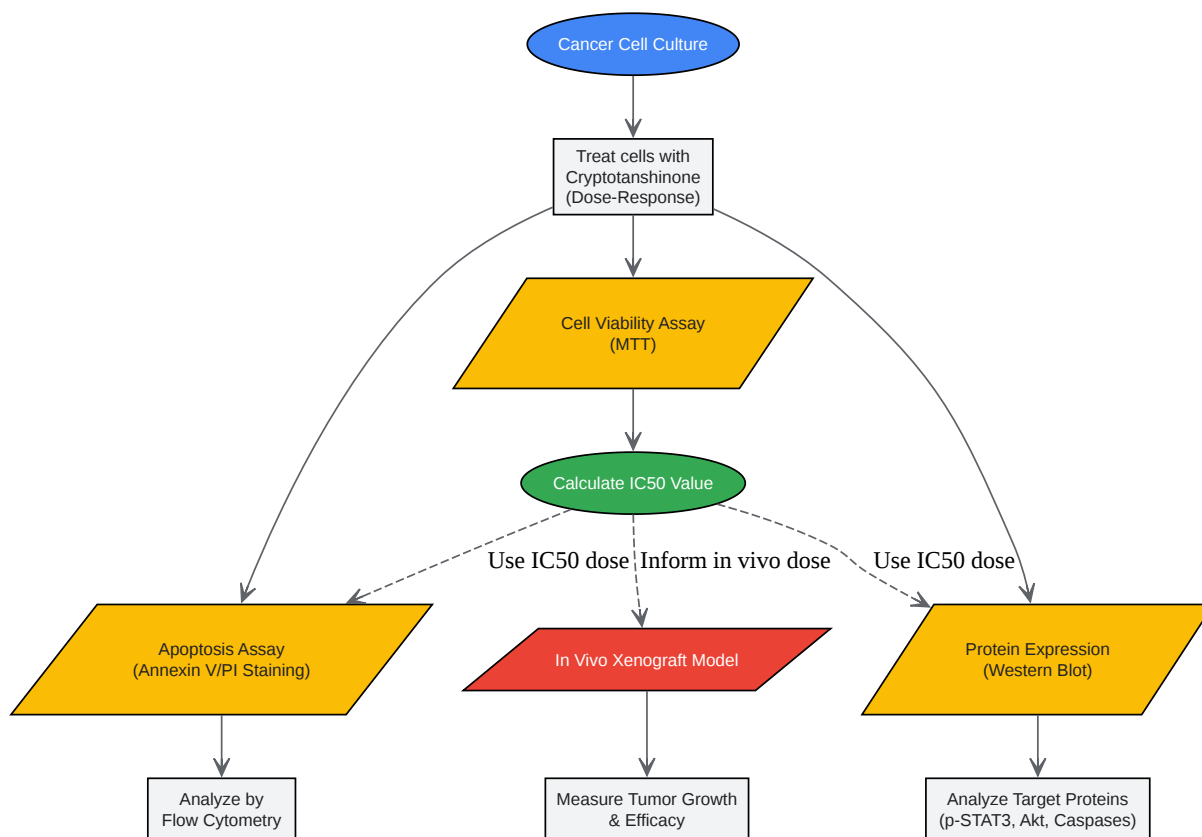 Cancer Cell Culture
Treat cells with
Cryptotanshinone
(Dose-Response)
Cell Viability Assay
(MTT)
Calculate IC50 Value
Use IC50 dose
Inform in vivo dose
Use IC50 dose
Apoptosis Assay
(Annexin V/PI Staining)
In Vivo Xenograft Model
Protein Expression
(Western Blot)
Analyze by
Flow Cytometry
Measure Tumor Growth
& Efficacy
Analyze Target Proteins
(p-STAT3, Akt, Caspases)